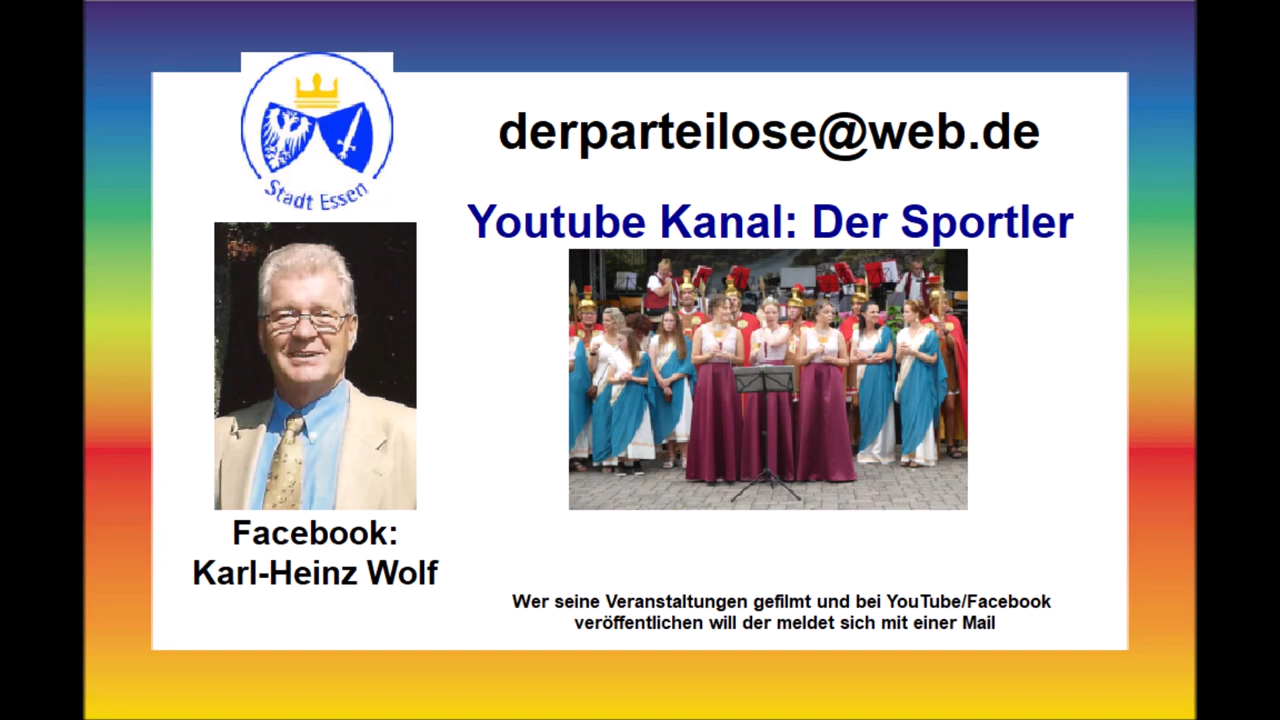 Stadt Essen
derparteilose@web.de
Youtube Kanal: Der Sportler
Facebook:
Karl-Heinz Wolf
Wer seine Veranstaltungen gefilmt und bei YouTube/Facebook
veröffentlichen will der meldet sich mit einer Mail